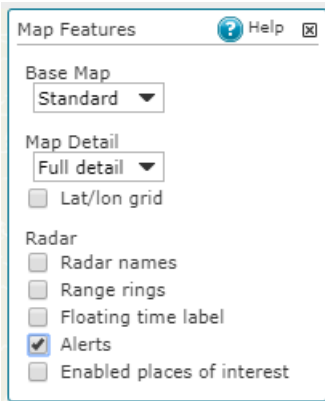 Map Features ? Help
Base Map
Standard
Map Detail
Full detail
Lat/lon grid
Radar
Radar names
Range rings
Floating time label
Alerts
Enabled places of interest